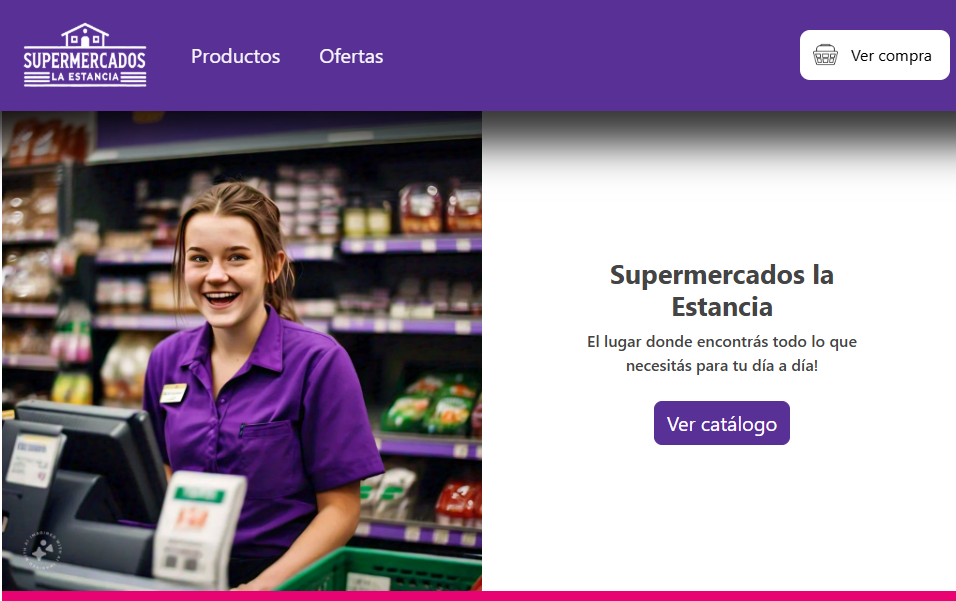 SUPERMERCADOS
LA ESTANCIA
Productos
Ofertas
Ver compra
Supermercados la
Estancia
El lugar donde encontrás todo lo que
necesitás para tu día a día!
Ver catálogo